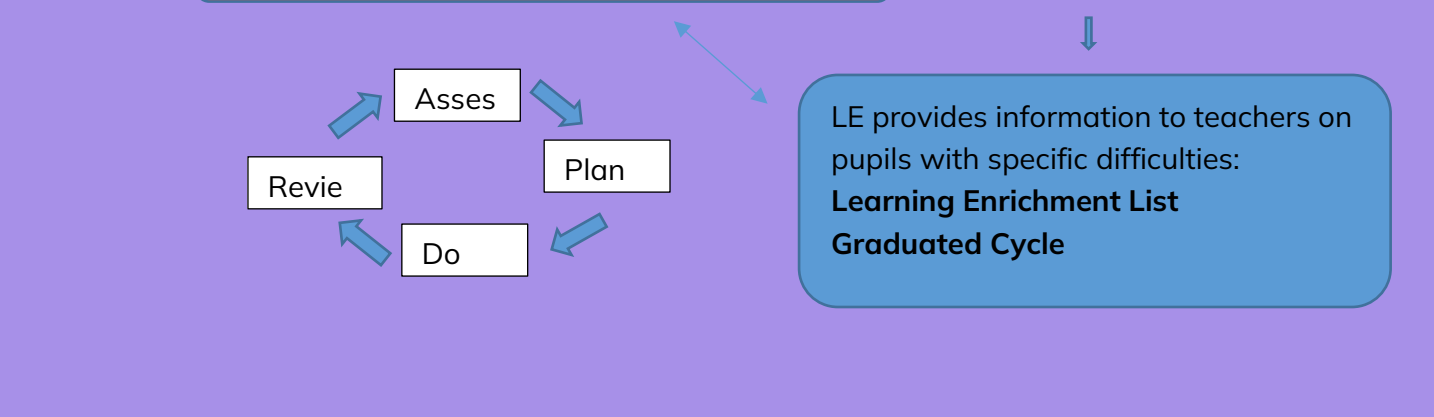 Asses
Plan
Revie
Do
LE provides information to teachers on
pupils with specific difficulties:
Learning Enrichment List
Graduated Cycle